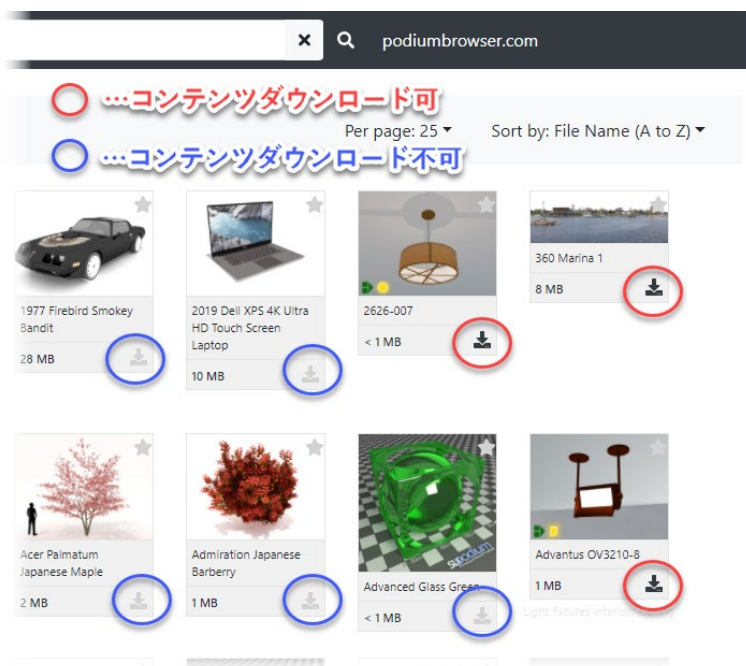 podiumbrowser.com
…コンテンツダウンロード可
Per page: 25
Sort by: File Name (A to Z)
…コンテンツダウンロード不可
1977 Firebird Smokey
Bandit
28 MB
2019 Dell XPS 4K Ultra
HD Touch Screen
Laptop
10 MB
2626-007
< 1 MB
360 Marina 1
8 MB
Acer Palmatum
Japanese Maple
2 MB
Admiration Japanese
Barberry
1 MB
supodium
Advanced Glass Green
< 1 MB
Advantus OV3210-8
1 MB
Light fixtures interior